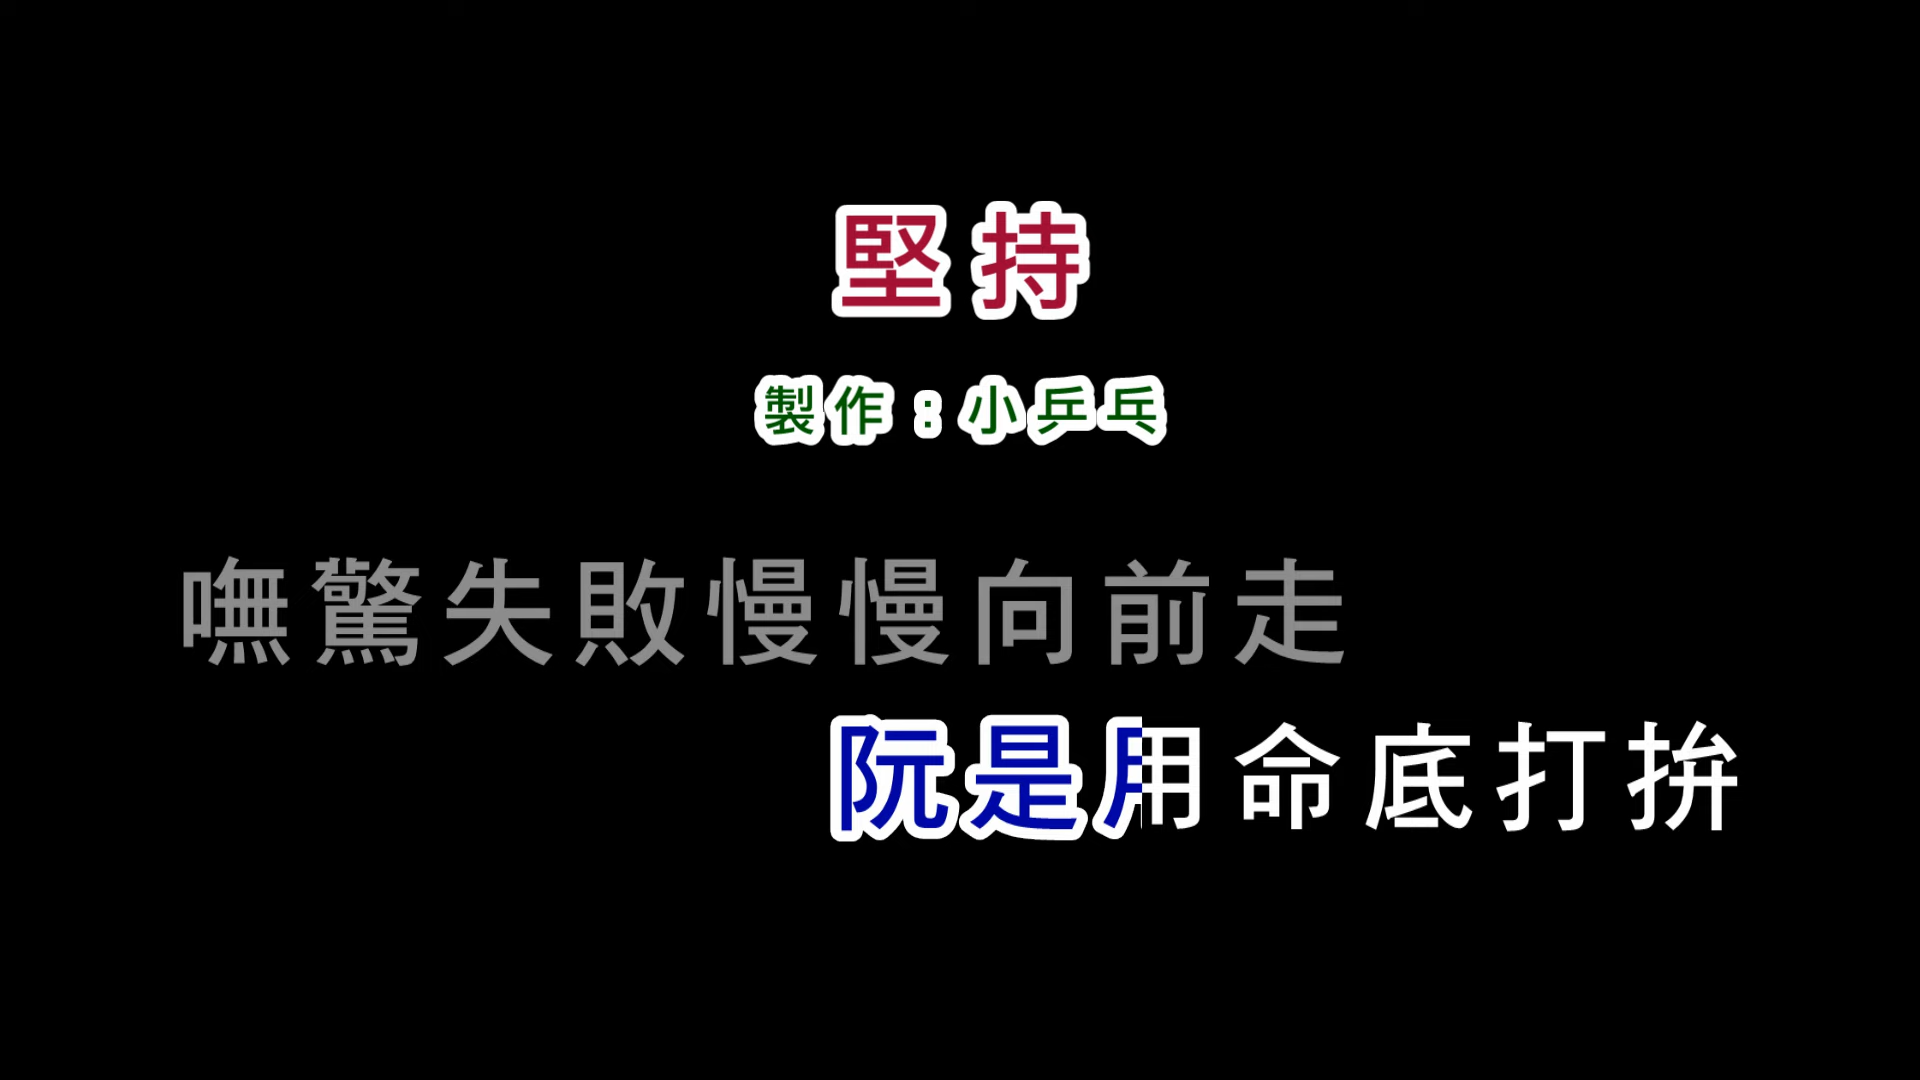 堅持
製作：小乒乓
嘸驚失敗慢慢向前走
阮是用命底打拚